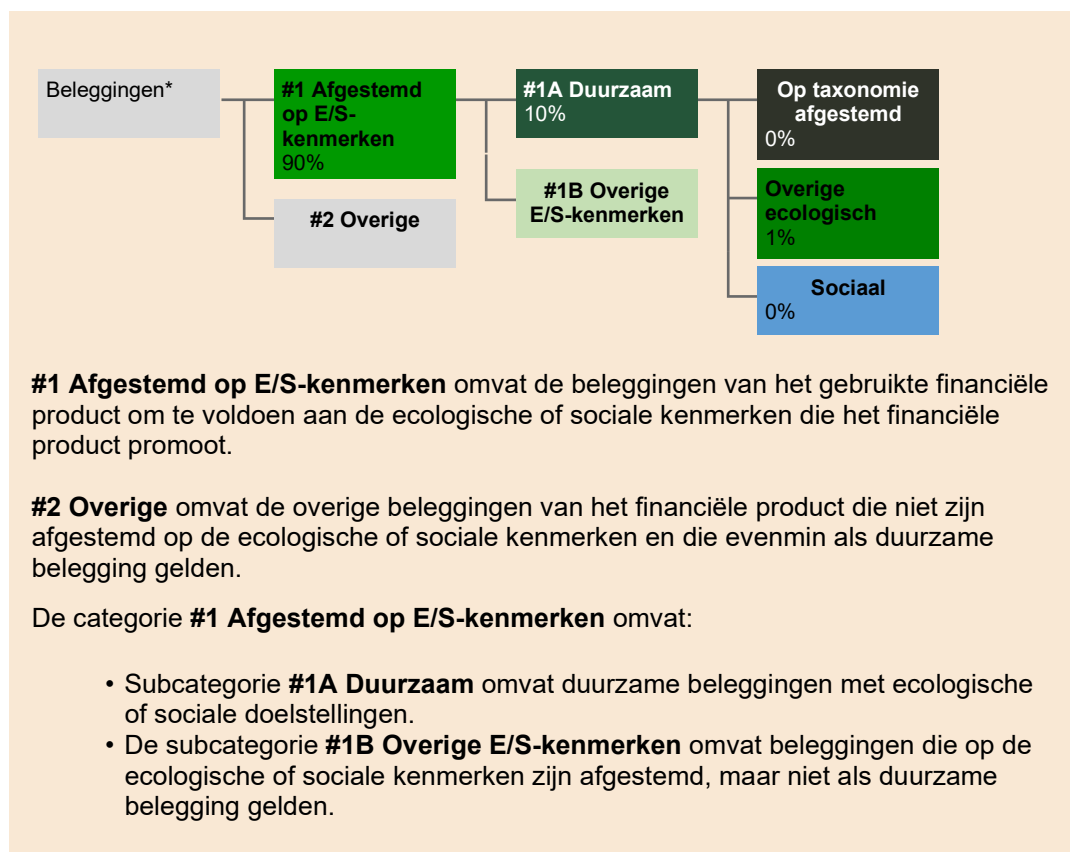 Beleggingen*
#1 Afgestemd
op E/S-
kenmerken
90%
#2 Overige
#1A Duurzaam
10%
#1B Overige
E/S-kenmerken
Op taxonomie
afgestemd
0%
Overige
ecologisch
1%
Sociaal
0%
#1 Afgestemd op E/S-kenmerken omvat de beleggingen van het gebruikte financiële
product om te voldoen aan de ecologische of sociale kenmerken die het financiële
product promoot.
#2 Overige omvat de overige beleggingen van het financiële product die niet zijn
afgestemd op de ecologische of sociale kenmerken en die evenmin als duurzame
belegging gelden.
De categorie #1 Afgestemd op E/S-kenmerken omvat:
• Subcategorie #1A Duurzaam omvat duurzame beleggingen met ecologische
of sociale doelstellingen.
• De subcategorie #1B Overige E/S-kenmerken omvat beleggingen die op de
ecologische of sociale kenmerken zijn afgestemd, maar niet als duurzame
belegging gelden.